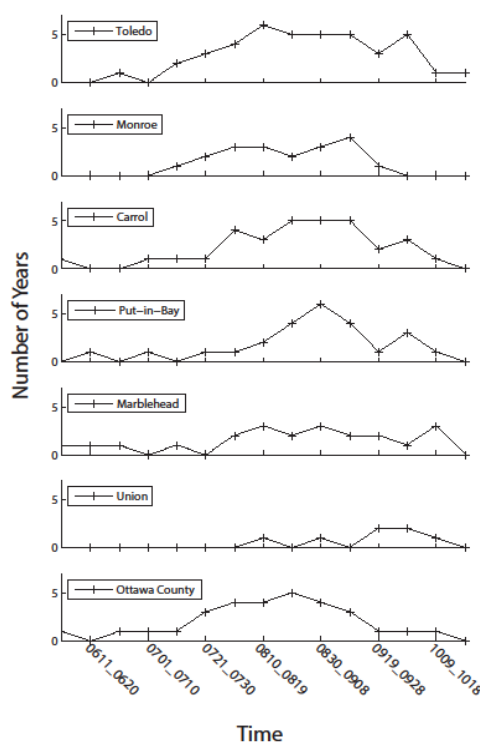 5
Toledo
0
5
Monroe
0
5
Carrol
0
5
Put-in-Bay
0
5
Marblehead
0
5
Union
0
5
Ottawa County
0
Number of Years
0611_0620
0701_0710
0721_0730
0810_0819
0830_0908
0919_0928
1009_1018
Time